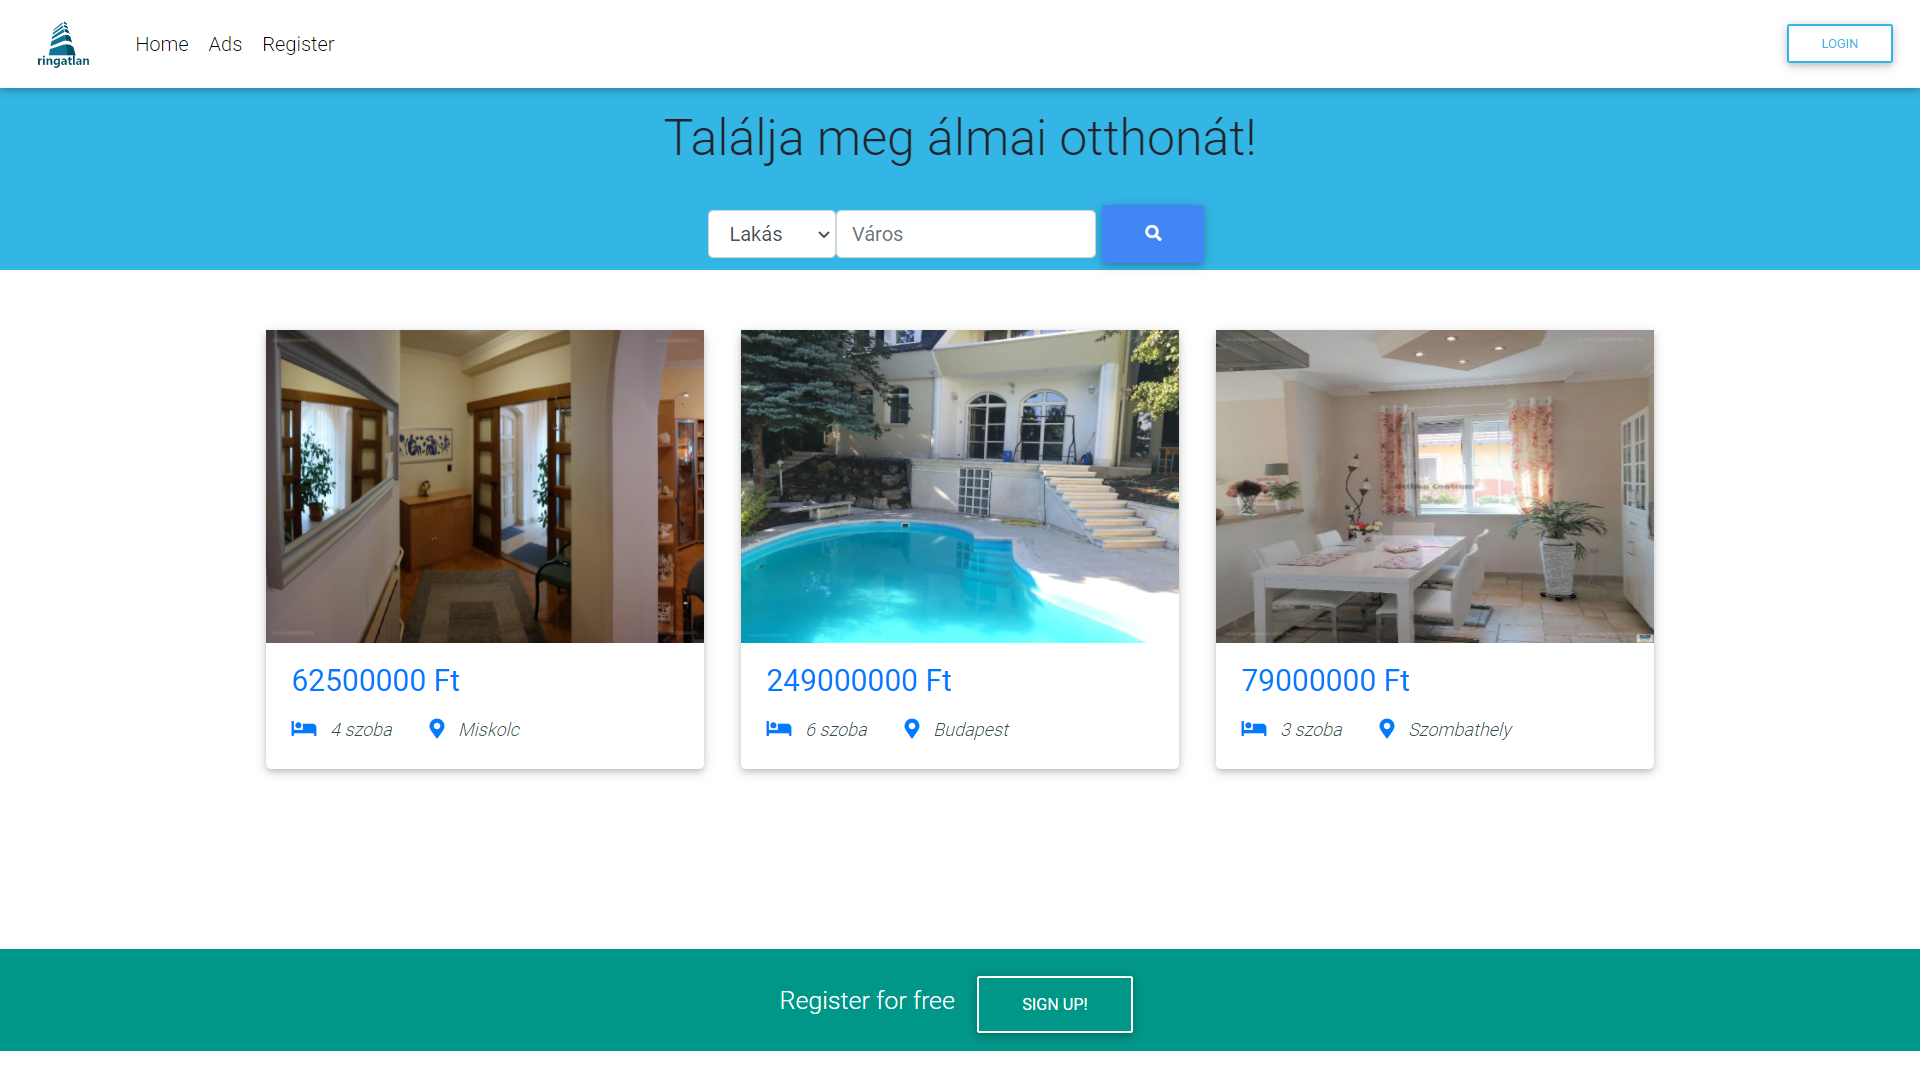 ringatlan
Home Ads Register
LOGIN
Találja meg álmai otthonát!
Lakás Város
62500000 Ft
4 szoba Miskolc
249000000 Ft
6 szoba Budapest
79000000 Ft
3 szoba Szombathely
Register for free SIGN UP!